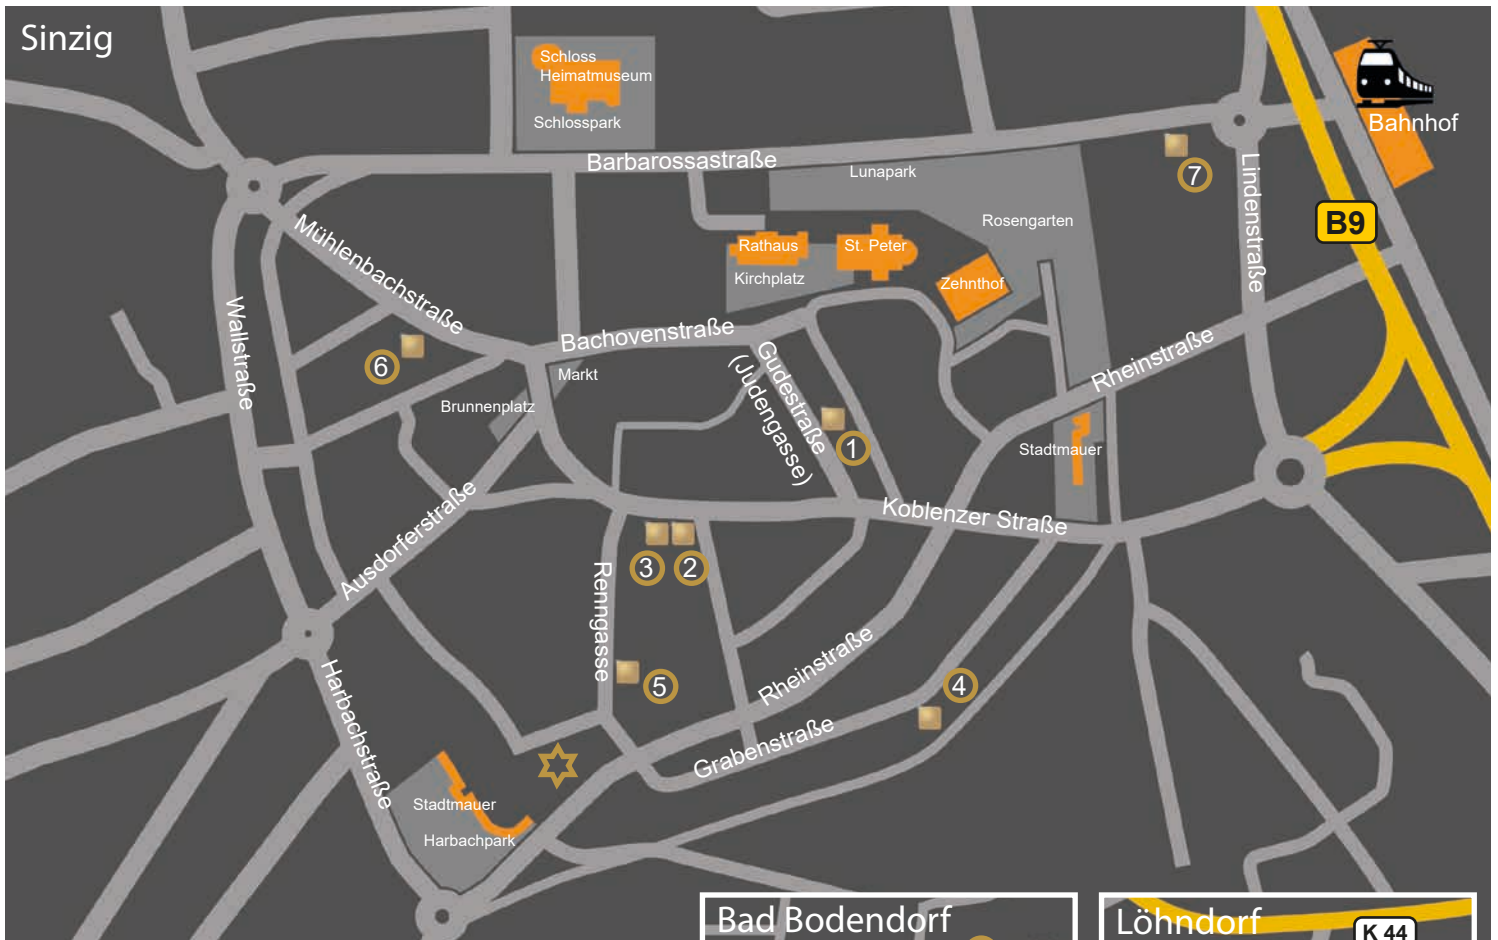 Sinzig
Schloss
Heimatmuseum
Schlosspark
Bahnhof
Barbarossastraße
Lunapark
7
Lindenstraße
B9
Rosengarten
Mühlenbachstraße
Rathaus
St. Peter
Kirchplatz
Zehnthof
Wallstraße
Bachovenstraße
Gudestraße
(Judengasse)
Rheinstraße
6
Markt
Brunnenplatz
1
Stadtmauer
Ausdorferstraße
Koblenzer Straße
3
2
Renngasse
5
Rheinstraße
4
Harbachstraße
Grabenstraße
Stadtmauer
Harbachpark
Bad Bodendorf
Löhndorf
K 44